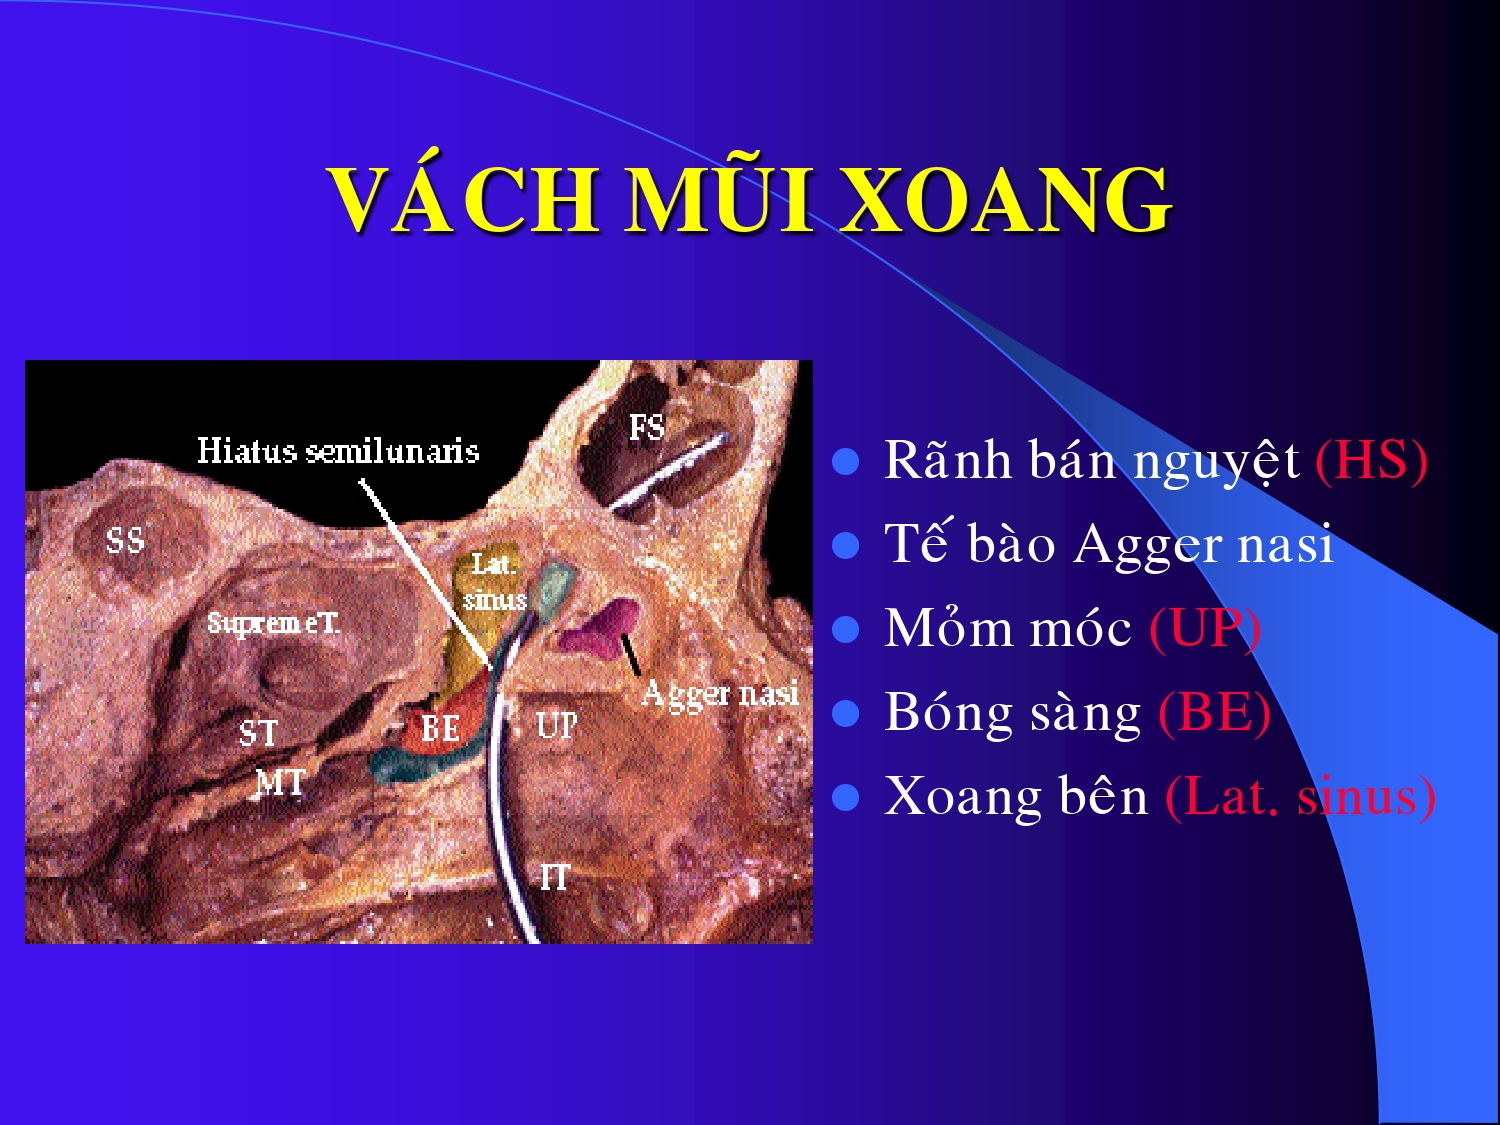 VÁCH MŨI XOANG
Hiatus semilunaris
FS
SS
Lat.
sinus
Supreme T.
Agger nasi
ST
BE
UP
MT
IT
Rãnh bán nguyệt (HS)
Tế bào Agger nasi
Mỏm móc (UP)
Bóng sàng (BE)
Xoang bên (Lat. sinus)